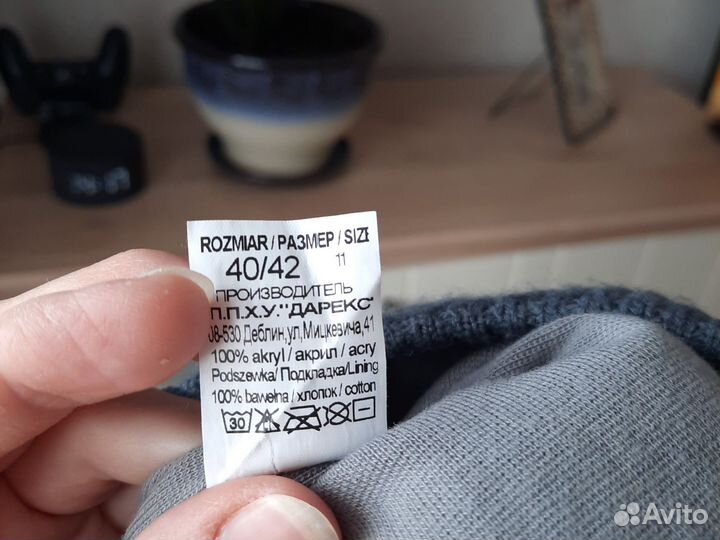 ROZMIAR / РАЗМЕР / SIZE
40/42 11
ПРОИЗВОДИТЕЛЬ
П.П.Х.У. "ДАРЕКС"
08-530 Деблин, ул, Мицкевича, 41
100% akryl / акрил / acry
Podszewka / Подкладка / Lining
100% bawełna / хлопок / cotton
30
Avito